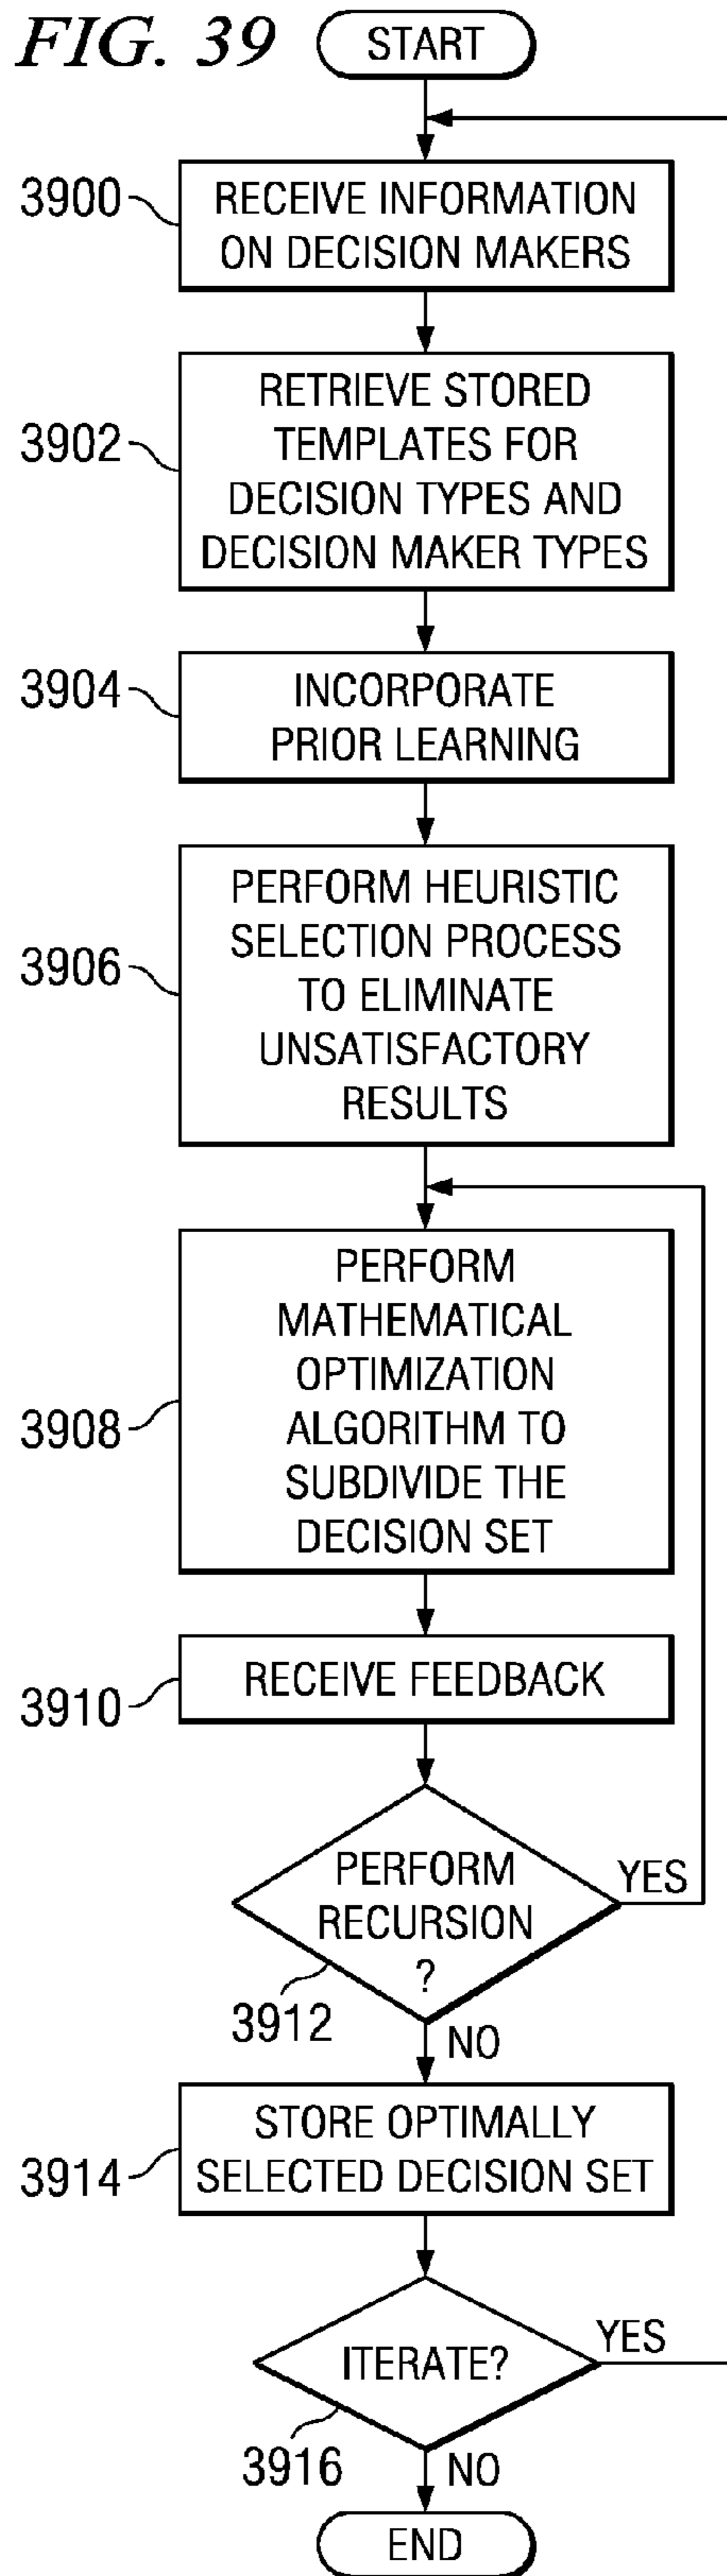 FIG. 39
START
3900
RECEIVE INFORMATION
ON DECISION MAKERS
3902
RETRIEVE STORED
TEMPLATES FOR
DECISION TYPES AND
DECISION MAKER TYPES
3904
INCORPORATE
PRIOR LEARNING
3906
PERFORM HEURISTIC
SELECTION PROCESS
TO ELIMINATE
UNSATISFACTORY
RESULTS
3908
PERFORM
MATHEMATICAL
OPTIMIZATION
ALGORITHM TO
SUBDIVIDE THE
DECISION SET
3910
RECEIVE FEEDBACK
PERFORM
RECURSION
?
YES
3912
NO
3914
STORE OPTIMALLY
SELECTED DECISION SET
ITERATE?
YES
3916
NO
END